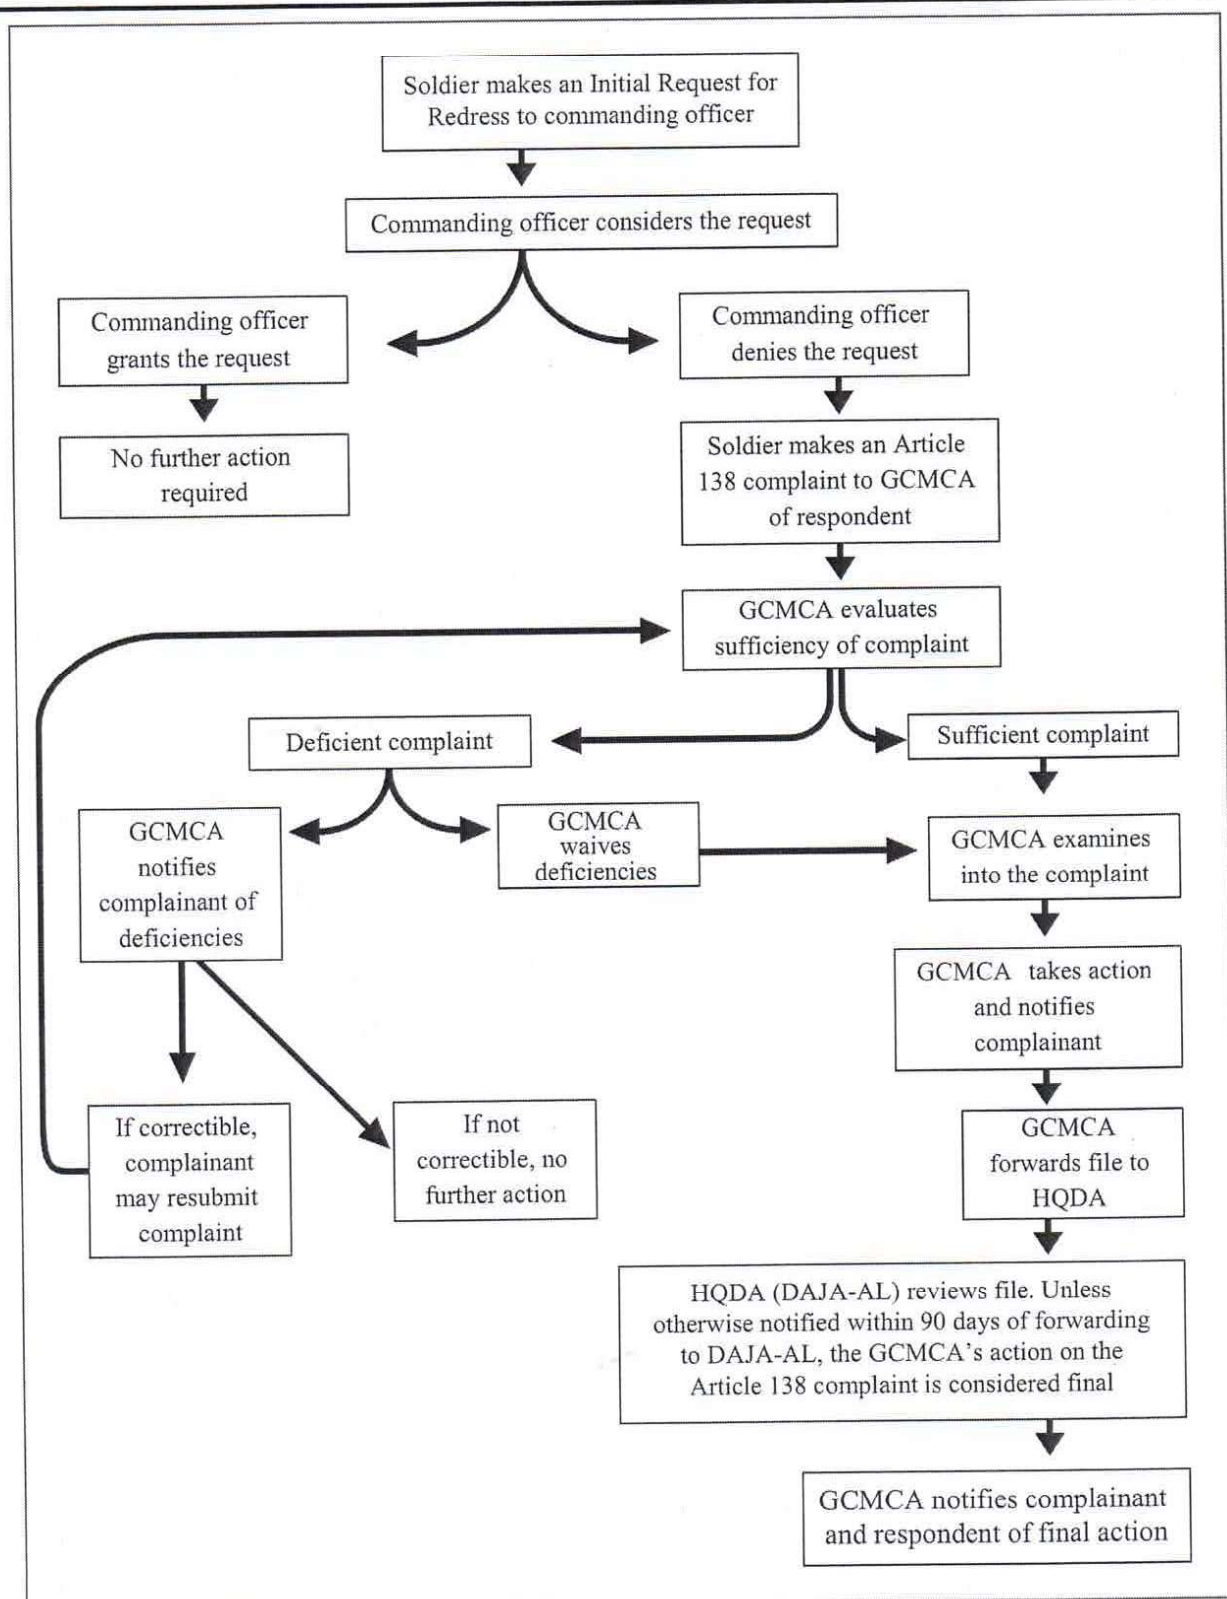 Soldier makes an Initial Request for
Redress to commanding officer
Commanding officer considers the request
Commanding officer
grants the request
Commanding officer
denies the request
No further action
required
Soldier makes an Article
138 complaint to GCMCA
of respondent
GCMCA evaluates
sufficiency of complaint
Deficient complaint
Sufficient complaint
GCMCA
notifies
complainant of
deficiencies
GCMCA
waives
deficiencies
GCMCA examines
into the complaint
GCMCA takes action
and notifies
complainant
If correctible,
complainant
may resubmit
complaint
If not
correctible, no
further action
GCMCA
forwards file to
HQDA
HQDA (DAJA-AL) reviews file. Unless
otherwise notified within 90 days of forwarding
to DAJA-AL, the GCMCA's action on the
Article 138 complaint is considered final
GCMCA notifies complainant
and respondent of final action